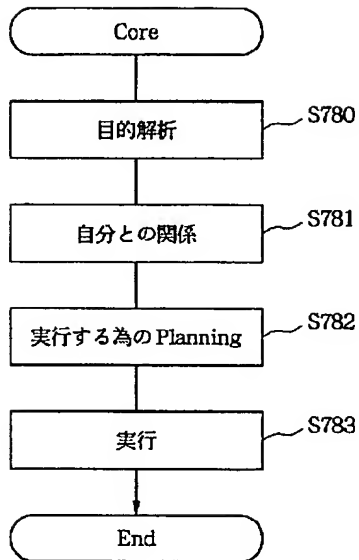 Core
目的解析
S780
自分との関係
S781
実行する為のPlanning
S782
実行
S783
End